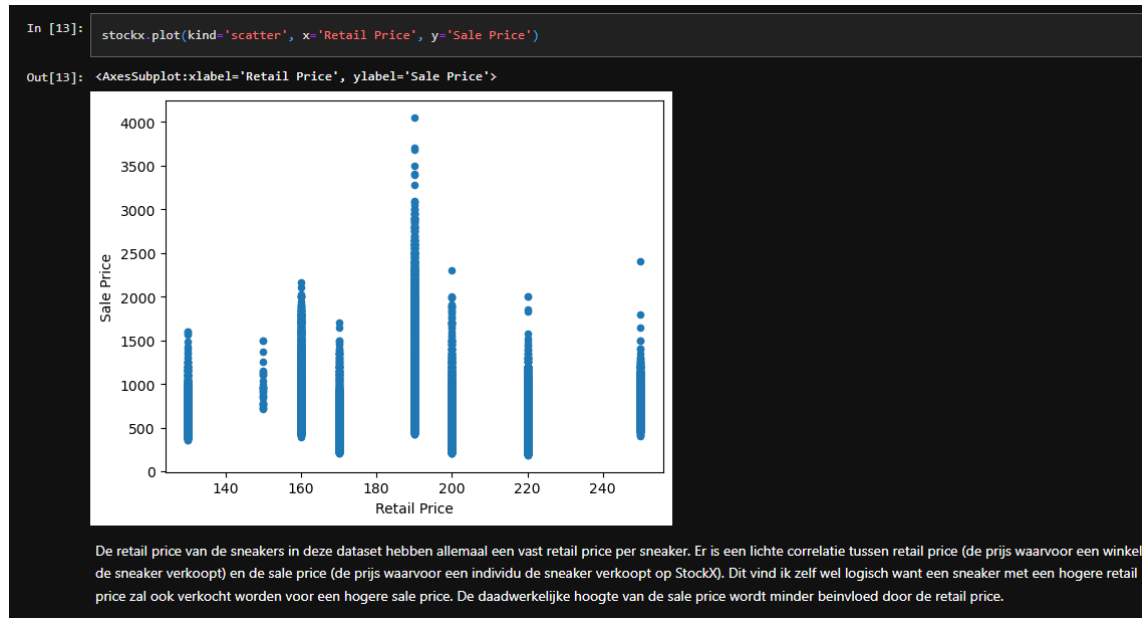 In [13]:
stockx.plot(kind='scatter', x='Retail Price', y='Sale Price')
Out[13]: <AxesSubplot:xlabel='Retail Price', ylabel='Sale Price'>
4000
3500
3000
2500
2000
1500
1000
500
0
Sale Price
140 160 180 200 220 240
Retail Price
De retail price van de sneakers in deze dataset hebben allemaal een vast retail price per sneaker. Er is een lichte correlatie tussen retail price (de prijs waarvoor een winkel
de sneaker verkoopt) en de sale price (de prijs waarvoor een individu de sneaker verkoopt op StockX). Dit vind ik zelf wel logisch want een sneaker met een hogere retail
price zal ook verkocht worden voor een hogere sale price. De daadwerkelijke hoogte van de sale price wordt minder beinvloed door de retail price.